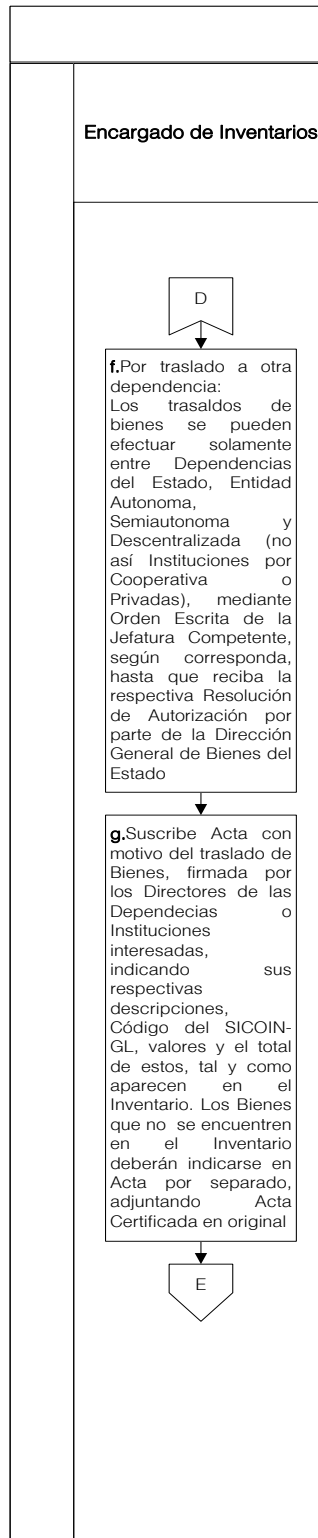 Encargado de Inventarios
D
f.Por traslado a otra
dependencia:
Los trasaldos de
bienes se pueden
efectuar solamente
entre Dependencias
del Estado, Entidad
Autonoma,
Semiautonoma y
Descentralizada (no
así Instituciones por
Cooperativa o
Privadas), mediante
Orden Escrita de la
Jefatura Competente,
según corresponda,
hasta que reciba la
respectiva Resolución
de Autorización por
parte de la Dirección
General de Bienes del
Estado
g.Suscribe Acta con
motivo del traslado de
Bienes, firmada por
los Directores de las
Dependecias o
Instituciones
interesadas,
indicando sus
respectivas
descripciones,
Código del SICOIN-
GL, valores y el total
de estos, tal y como
aparecen en el
Inventario. Los Bienes
que no se encuentren
en el Inventario
deberán indicarse en
Acta por separado,
adjuntando Acta
Certificada en original
E